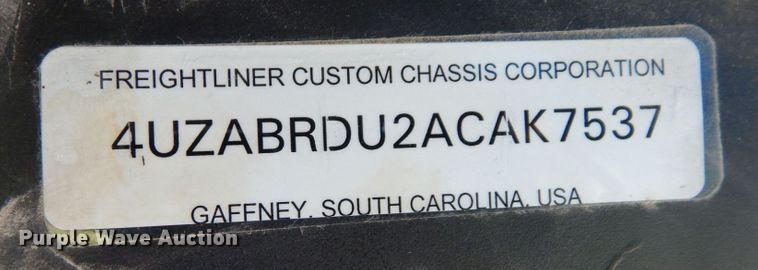 FREIGHTLINER CUSTOM CHASSIS CORPORATION
4UZABRDU2ACAK7537
GAFFNEY, SOUTH CAROLINA, USA
Purple Wave Auction